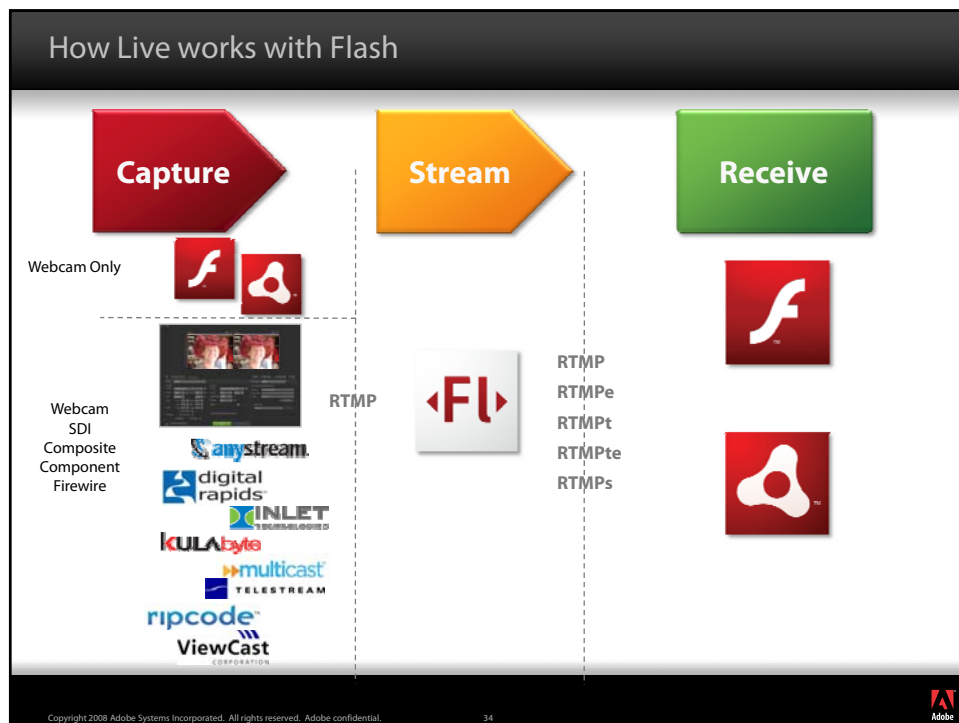 How Live works with Flash
Capture
Stream
Receive
Webcam Only
Webcam
SDI
Composite
Component
Firewire
RTMP
anystream.
digital
rapids
INLET
TECHNOLOGIES
KULAbyte
multicast
TELESTREAM
ripcode
ViewCast
CORPORATION
Fl
RTMP
RTMPe
RTMPt
RTMPte
RTMPs
Copyright 2008 Adobe Systems Incorporated. All rights reserved. Adobe confidential.
34
Adobe